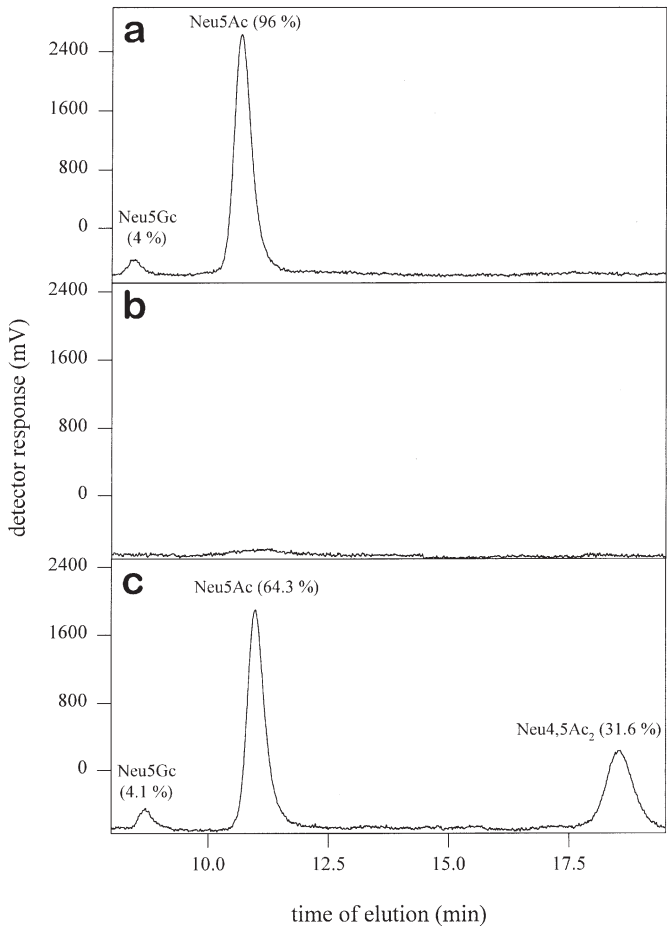 a
Neu5Ac (96 %)
2400
1600
800
0
Neu5Gc
(4 %)
b
2400
1600
800
0
c
2400
1600
800
0
Neu5Ac (64.3 %)
Neu4,5Ac₂ (31.6 %)
Neu5Gc
(4.1 %)
10.0 12.5 15.0 17.5
time of elution (min)
detector response (mV)